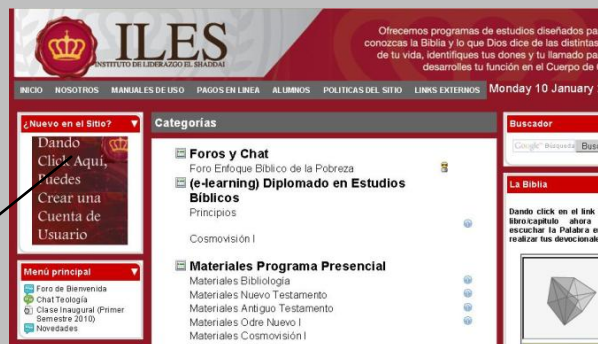 ILES
INSTITUTO DE LIDERAZGO EL SHADDAI
Ofrecemos programas de estudios diseñados pa
conozcas la Biblia y lo que Dios dice de las distintas
de tu vida, identifiques tus dones y tu llamado pa
desarrolles tu función en el Cuerpo de
INICIO NOSOTROS MANUALES DE USO PAGOS EN LINEA ALUMNOS POLITICAS DEL SITIO LINKS EXTERNOS Monday 10 January
¿Nuevo en el Sitio?
Dando
Click Aquí,
Puedes
Crear una
Cuenta de
Usuario
Menú principal
Foro de Bienvenida
Chat Teología
Clase Inaugural (Primer
Semestre 2010)
Novedades
Categorías
Foros y Chat
Foro Enfoque Bíblico de la Pobreza
(e-learning) Diplomado en Estudios
Bíblicos
Principios
Cosmovisión I
Materiales Programa Presencial
Materiales Bibliología
Materiales Nuevo Testamento
Materiales Antiguo Testamento
Materiales Odre Nuevo I
Materiales Cosmovisión I
Buscador
Google Búsqueda Bus
La Biblia
Dando click en el link
libro/capitulo ahora
escuchar la Palabra e
realizar tus devocionale